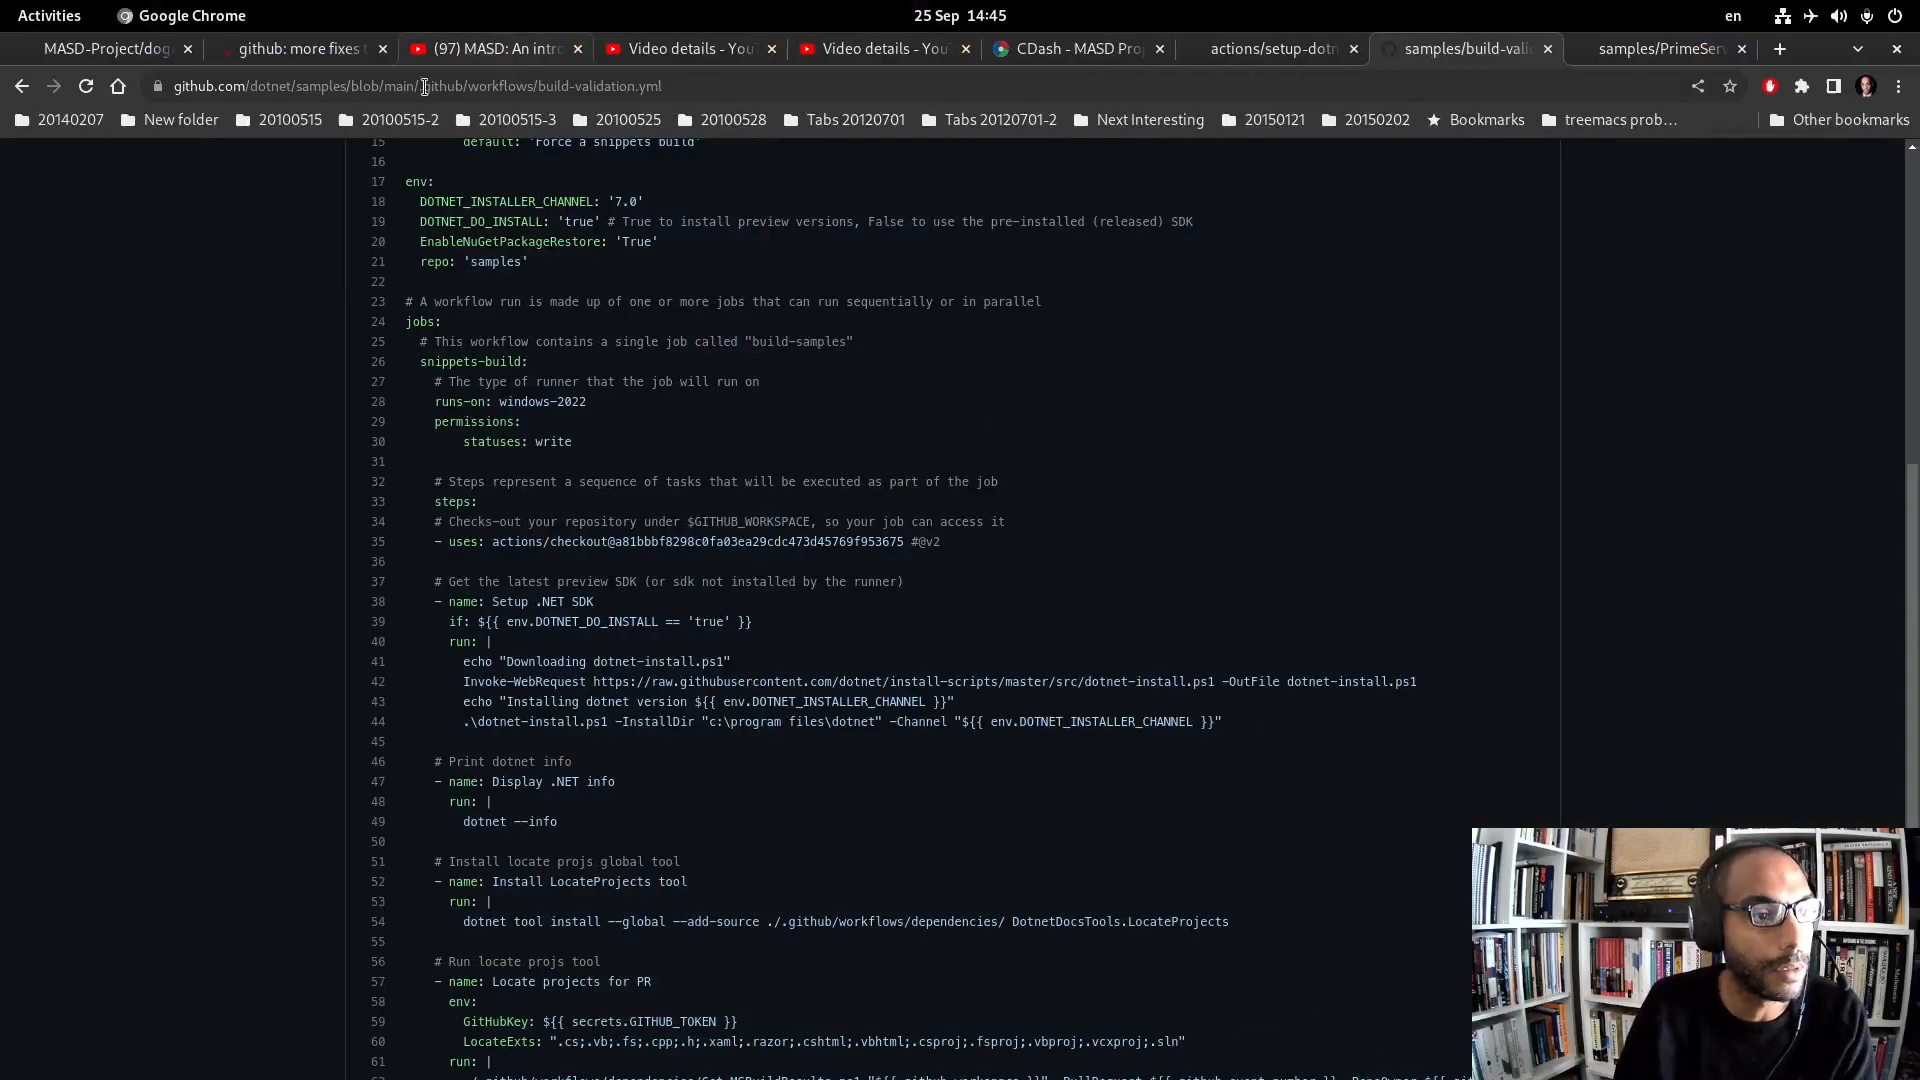 Activities
Google Chrome
25 Sep 14:45
en
MASD-Project/dog
github: more fixes t
(97) MASD: An intro
Video details - You
Video details - You
CDash - MASD Pro
actions/setup-dotn
samples/build-valid
samples/PrimeServ
github.com/dotnet/samples/blob/main/.github/workflows/build-validation.yml
20140207
New folder
20100515
20100515-2
20100515-3
20100525
20100528
Tabs 20120701
Tabs 20120701-2
Next Interesting
20150121
20150202
Bookmarks
treemacs prob…
Other bookmarks
15 default: 'Force a snippets build'
16
17 env:
18 DOTNET_INSTALLER_CHANNEL: '7.0'
19 DOTNET_DO_INSTALL: 'true' # True to install preview versions, False to use the pre-installed (released) SDK
20 EnableNuGetPackageRestore: 'True'
21 repo: 'samples'
22
23 # A workflow run is made up of one or more jobs that can run sequentially or in parallel
24 jobs:
25 # This workflow contains a single job called "build-samples"
26 snippets-build:
27 # The type of runner that the job will run on
28 runs-on: windows-2022
29 permissions:
30 statuses: write
31
32 # Steps represent a sequence of tasks that will be executed as part of the job
33 steps:
34 # Checks-out your repository under $GITHUB_WORKSPACE, so your job can access it
35 - uses: actions/checkout@a81bbbf8298c0fa03ea29cdc473d45769f953675 #@v2
36
37 # Get the latest preview SDK (or sdk not installed by the runner)
38 - name: Setup .NET SDK
39 if: ${{ env.DOTNET_DO_INSTALL == 'true' }}
40 run: |
41 echo "Downloading dotnet-install.ps1"
42 Invoke-WebRequest https://raw.githubusercontent.com/dotnet/install-scripts/master/src/dotnet-install.ps1 -OutFile dotnet-install.ps1
43 echo "Installing dotnet version ${{ env.DOTNET_INSTALLER_CHANNEL }}"
44 .\dotnet-install.ps1 -InstallDir "c:\program files\dotnet" -Channel "${{ env.DOTNET_INSTALLER_CHANNEL }}"
45
46 # Print dotnet info
47 - name: Display .NET info
48 run: |
49 dotnet --info
50
51 # Install locate projs global tool
52 - name: Install LocateProjects tool
53 run: |
54 dotnet tool install --global --add-source ./.github/workflows/dependencies/ DotnetDocsTools.LocateProjects
55
56 # Run locate projs tool
57 - name: Locate projects for PR
58 env:
59 GitHubKey: ${{ secrets.GITHUB_TOKEN }}
60 LocateExts: ".cs;.vb;.fs;.cpp;.h;.xaml;.razor;.cshtml;.vbhtml;.csproj;.fsproj;.vbproj;.vcxproj;.sln"
61 run: |